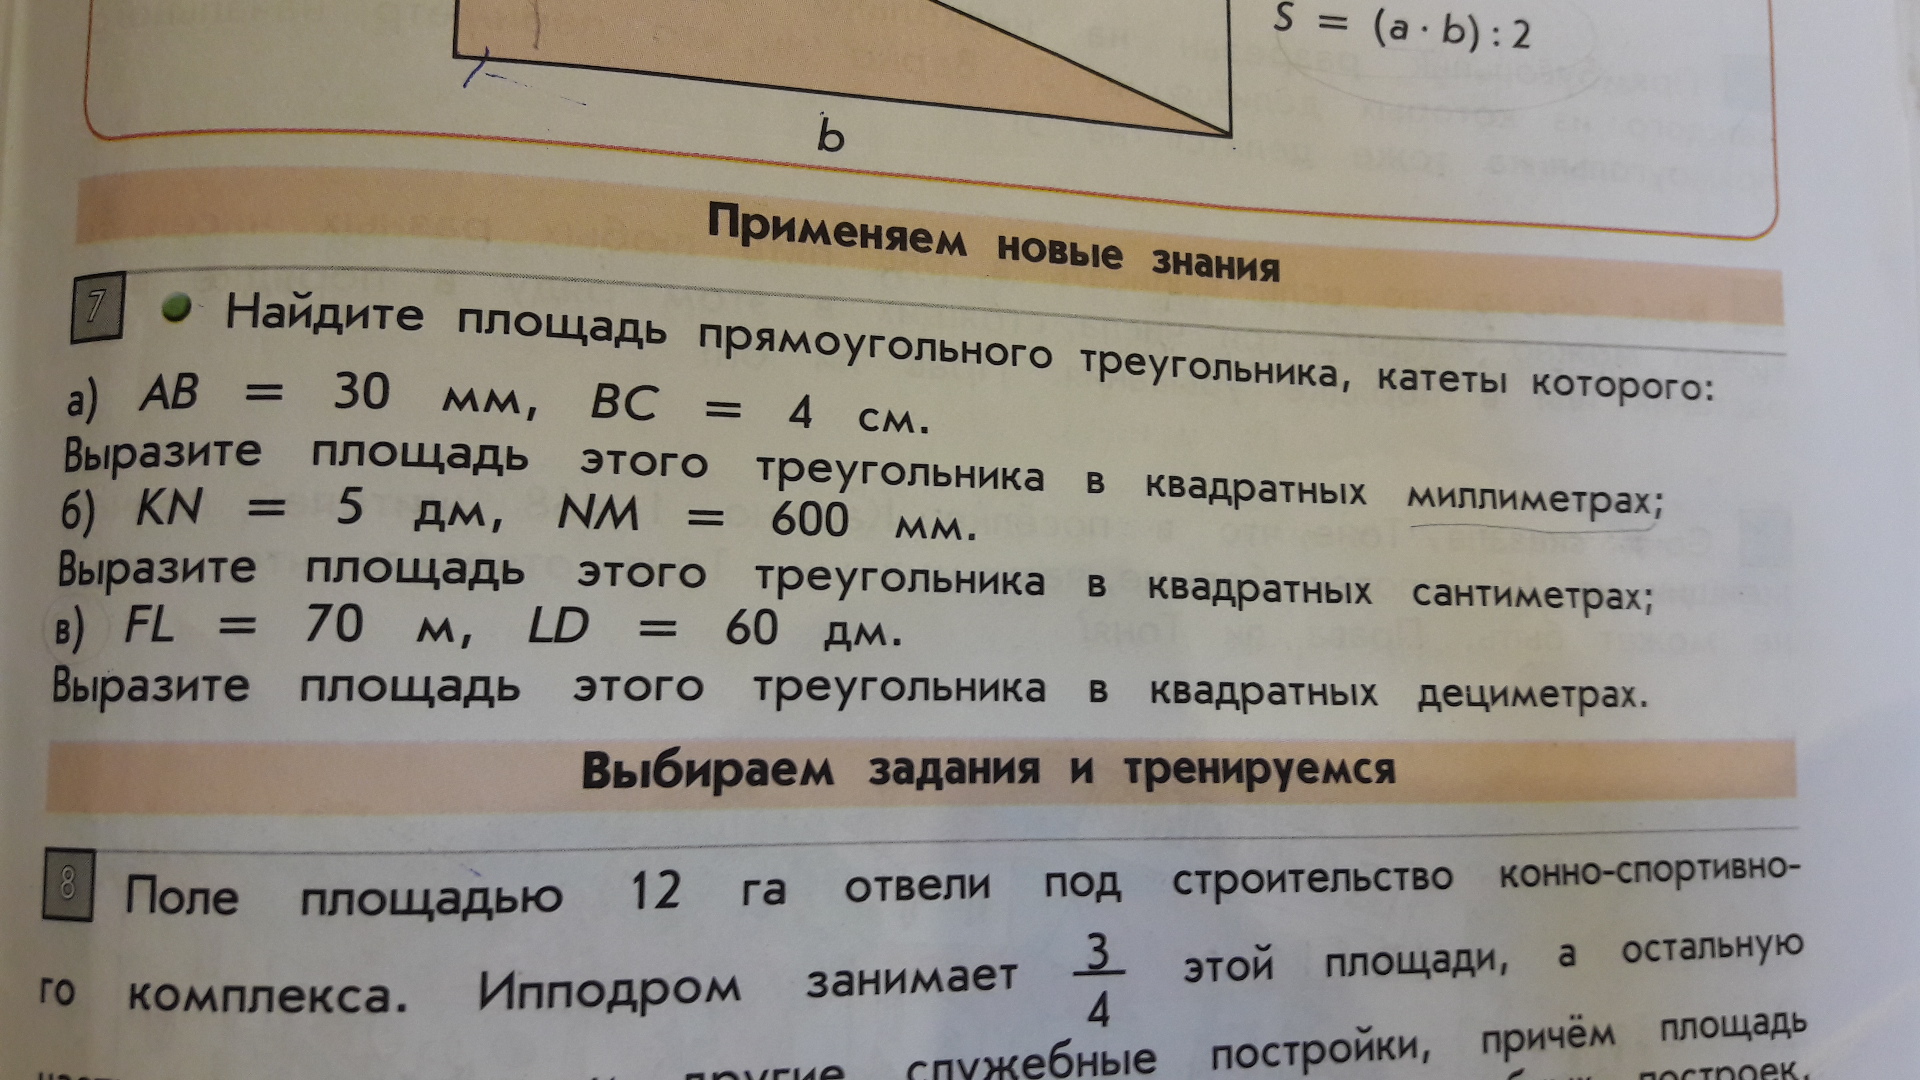 S = (a · b) : 2
b
Применяем новые знания
7 Найдите площадь прямоугольного треугольника, катеты которого:
а) AB = 30 мм, BC = 4 см.
Выразите площадь этого треугольника в квадратных миллиметрах;
б) KN = 5 дм, NM = 600 мм.
Выразите площадь этого треугольника в квадратных сантиметрах;
в) FL = 70 м, LD = 60 дм.
Выразите площадь этого треугольника в квадратных дециметрах.
Выбираем задания и тренируемся
8 Поле площадью 12 га отвели под строительство конно-спортивно-
го комплекса. Ипподром занимает 3/4 этой площади, а остальную
другие служебные постройки, причём площадь
построек,